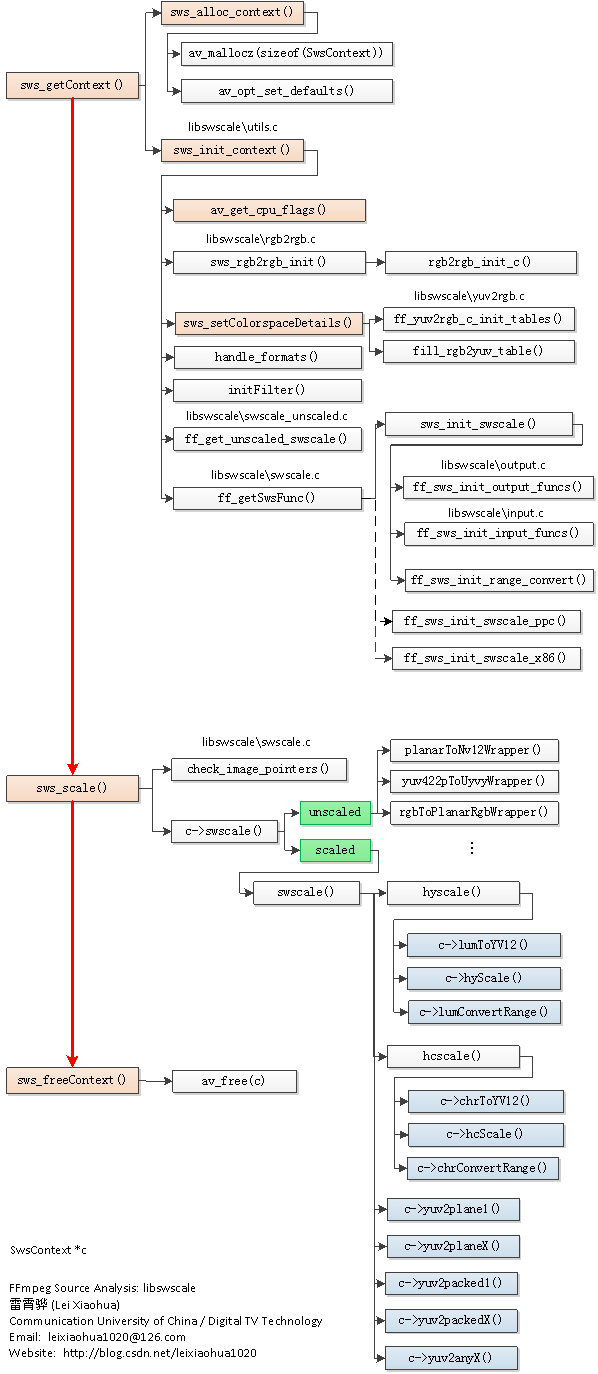 sws_alloc_context()
av_mallocz(sizeof(SwsContext))
sws_getContext()
av_opt_set_defaults()
libswscale\utils.c
sws_init_context()
av_get_cpu_flags()
libswscale\rgb2rgb.c
sws_rgb2rgb_init()
rgb2rgb_init_c()
libswscale\yuv2rgb.c
sws_setColorspaceDetails()
ff_yuv2rgb_c_init_tables()
handle_formats()
fill_rgb2yuv_table()
initFilter()
libswscale\swscale_unscaled.c
ff_get_unscaled_swscale()
sws_init_swscale()
libswscale\swscale.c
ff_getSwsFunc()
libswscale\output.c
ff_sws_init_output_funcs()
libswscale\input.c
ff_sws_init_input_funcs()
ff_sws_init_range_convert()
ff_sws_init_swscale_ppc()
ff_sws_init_swscale_x86()
libswscale\swscale.c
check_image_pointers()
planarToNv12Wrapper()
sws_scale()
yuv422pToUyvyWrapper()
c->swscale()
unscaled
rgbToPlanarRgbWrapper()
scaled
⋮
swscale()
hyscale()
c->lumToYV12()
c->hyScale()
c->lumConvertRange()
hcscale()
sws_freeContext()
av_free(c)
c->chrToYV12()
c->hcScale()
c->chrConvertRange()
c->yuv2plane1()
c->yuv2planeX()
c->yuv2packed1()
c->yuv2packedX()
c->yuv2anyX()
SwsContext *c
FFmpeg Source Analysis: libswscale
雷霄骅 (Lei Xiaohua)
Communication University of China / Digital TV Technology
Email: leixiaohua1020@126.com
Website: http://blog.csdn.net/leixiaohua1020